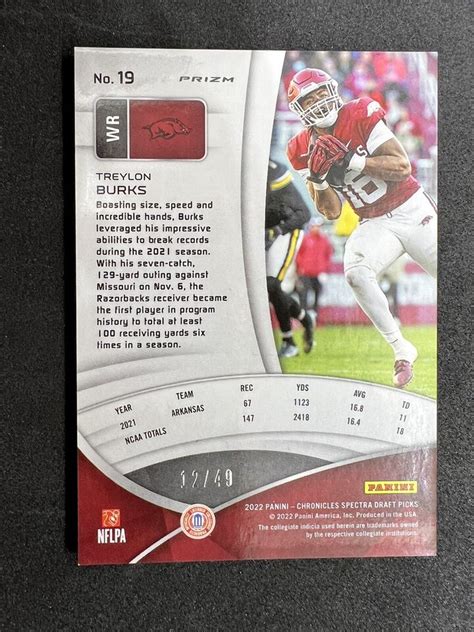 No. 19
PRIZM
WR
TREYLON
BURKS
Boasting size, speed and
incredible hands, Burks
leveraged his impressive
abilities to break records
during the 2021 season.
With his seven-catch,
129-yard outing against
Missouri on Nov. 6, the
Razorbacks receiver became
the first player in program
history to total at least
100 receiving yards six
times in a season.
YEAR TEAM REC YDS AVG TD
2021 ARKANSAS 67 1123 16.8 11
NCAA TOTALS 147 2418 16.4 18
PANINI
2022 PANINI – CHRONICLES SPECTRA DRAFT PICKS
© 2022 Panini America, Inc. Produced in the USA.
The collegiate indicia used herein are trademarks owned
by the respective collegiate institutions.
NFLPA